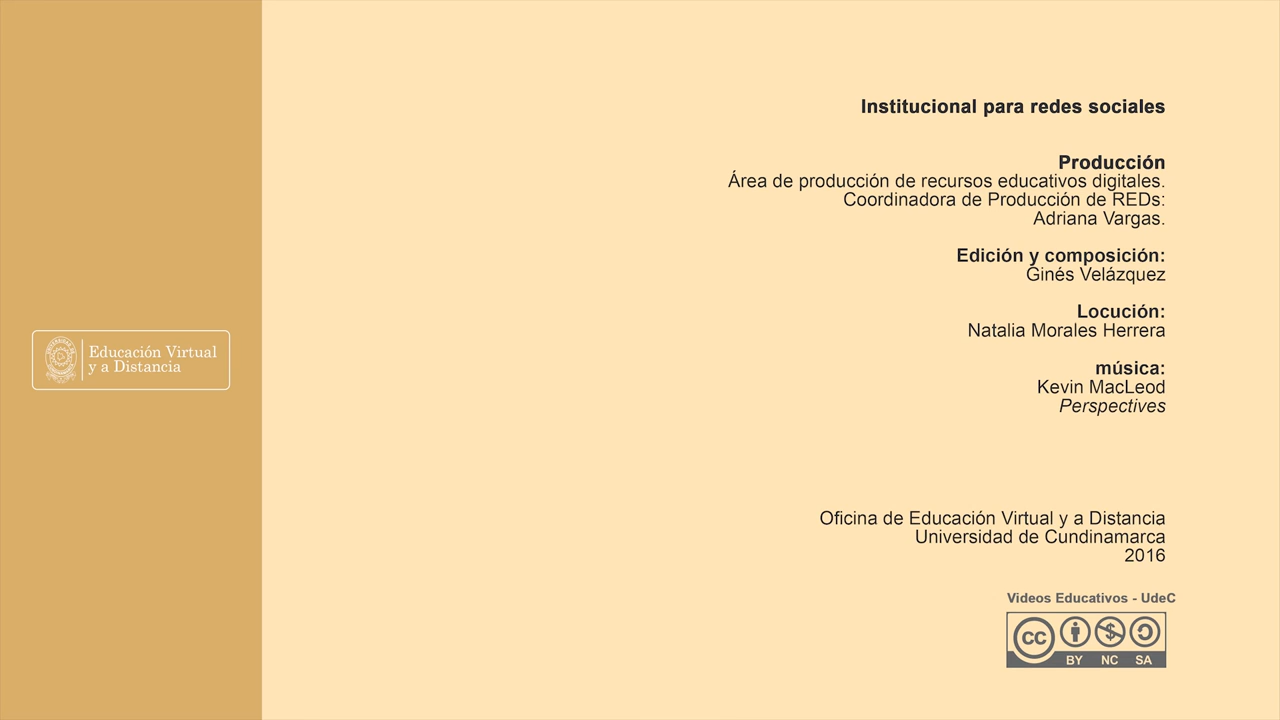 Institucional para redes sociales
Producción
Área de producción de recursos educativos digitales.
Coordinadora de Producción de REDs:
Adriana Vargas.
Edición y composición:
Ginés Velázquez
Locución:
Natalia Morales Herrera
música:
Kevin MacLeod
Perspectives
Educación Virtual
y a Distancia
Oficina de Educación Virtual y a Distancia
Universidad de Cundinamarca
2016
Videos Educativos - UdeC
cc
BY NC SA